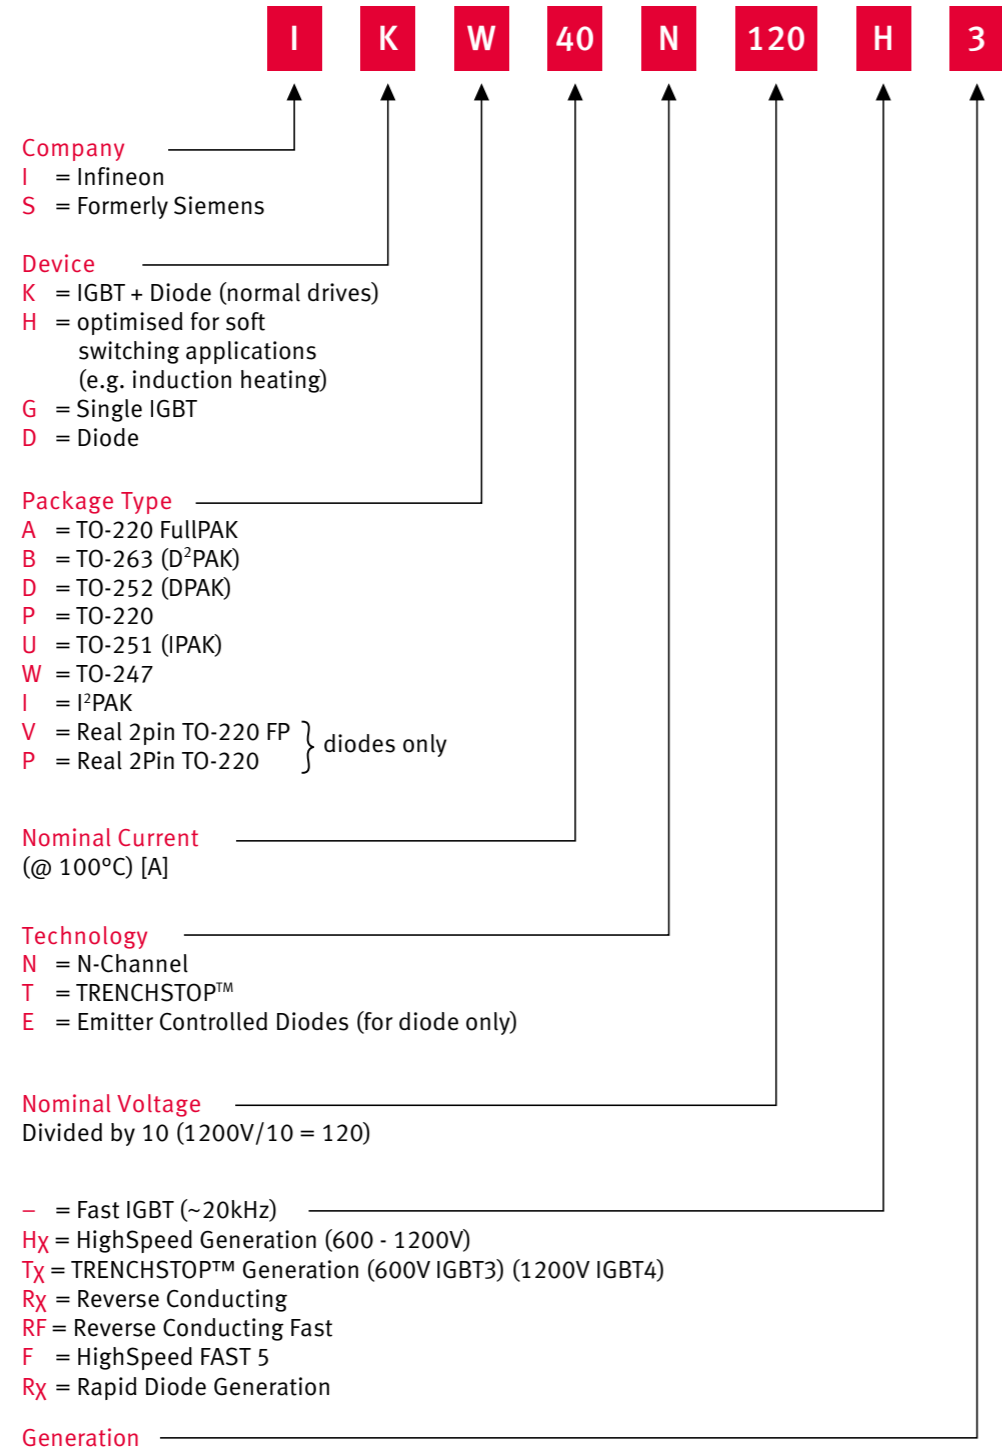 I K W 40 N 120 H 3
Company
I = Infineon
S = Formerly Siemens
Device
K = IGBT + Diode (normal drives)
H = optimised for soft
switching applications
(e.g. induction heating)
G = Single IGBT
D = Diode
Package Type
A = TO-220 FullPAK
B = TO-263 (D²PAK)
D = TO-252 (DPAK)
P = TO-220
U = TO-251 (IPAK)
W = TO-247
I = I²PAK
V = Real 2pin TO-220 FP
P = Real 2Pin TO-220
} diodes only
Nominal Current
(@ 100°C) [A]
Technology
N = N-Channel
T = TRENCHSTOP™
E = Emitter Controlled Diodes (for diode only)
Nominal Voltage
Divided by 10 (1200V/10 = 120)
– = Fast IGBT (~20kHz)
Hχ = HighSpeed Generation (600 - 1200V)
Tχ = TRENCHSTOP™ Generation (600V IGBT3) (1200V IGBT4)
Rχ = Reverse Conducting
RF = Reverse Conducting Fast
F = HighSpeed FAST 5
Rχ = Rapid Diode Generation
Generation